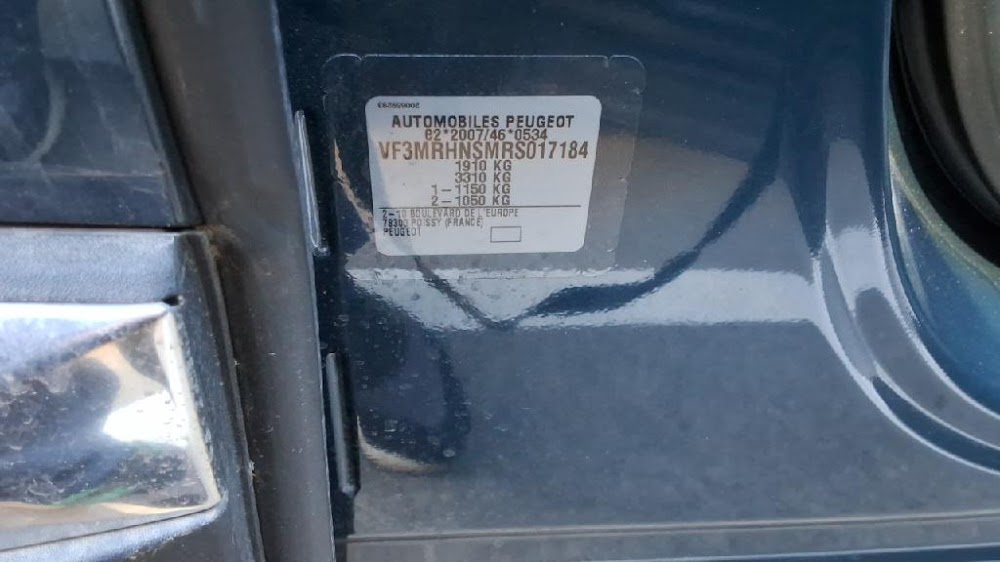 AUTOMOBILES PEUGEOT
82*2007/46*0534
VF3MRHNSMRS017184
1910 KG
3310 KG
1- 1150 KG
2- 1050 KG
2-10 BOULEVARD DE L'EUROPE
78300 POISSY (FRANCE)
PEUGEOT